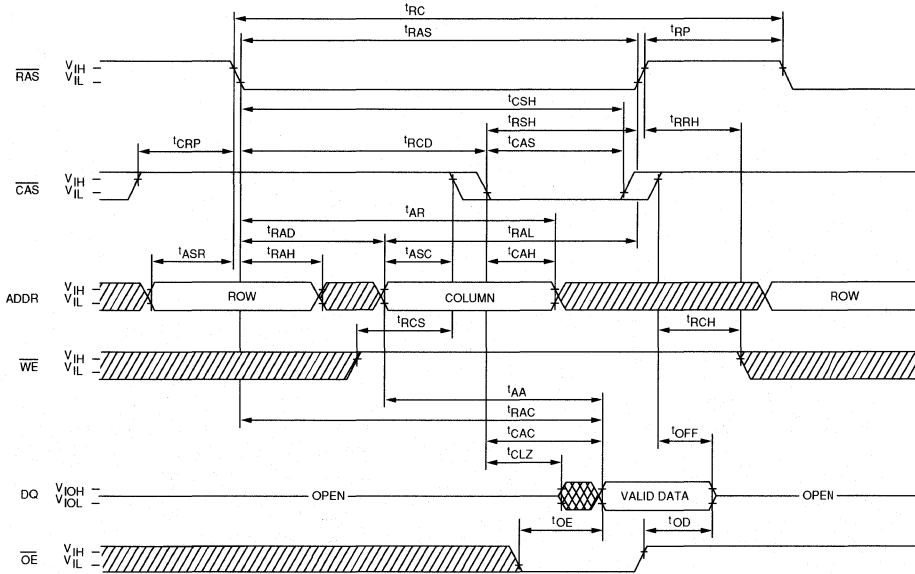 tRC
tRAS
tRP
RAS VIH
VIL
tCSH
tRSH
tRRH
tCRP
tRCD
tCAS
CAS VIH
VIL
tAR
tRAD
tRAL
tASR
tRAH
tASC
tCAH
ADDR VIH
VIL
ROW
COLUMN
ROW
tRCS
tRCH
WE VIH
VIL
tAA
tRAC
tCAC
tOFF
tCLZ
DQ VIOH
VIOL
OPEN
VALID DATA
OPEN
tOE
tOD
OE VIH
VIL